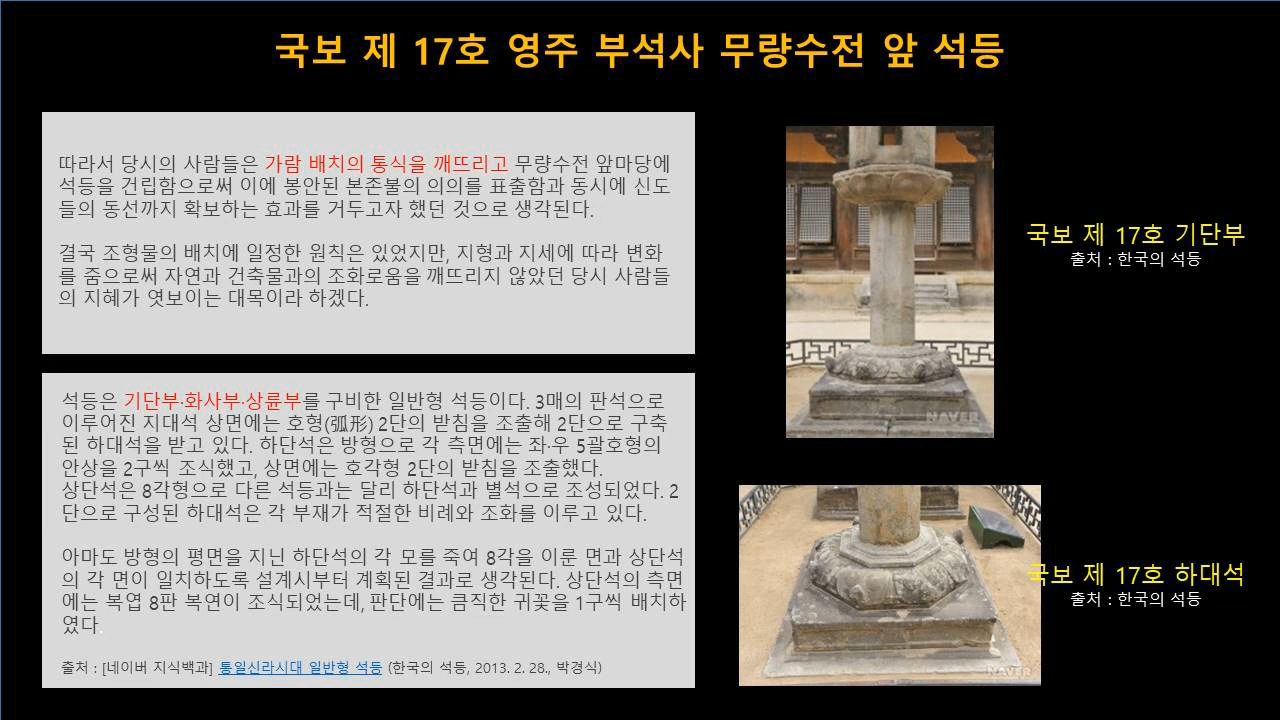 국보 제 17호 영주 부석사 무량수전 앞 석등
따라서 당시의 사람들은 가람 배치의 통식을 깨뜨리고 무량수전 앞마당에
석등을 건립함으로써 이에 봉안된 본존불의 의의를 표출함과 동시에 신도
들의 동선까지 확보하는 효과를 거두고자 했던 것으로 생각된다.
결국 조형물의 배치에 일정한 원칙은 있었지만, 지형과 지세에 따라 변화
를 줌으로써 자연과 건축물과의 조화로움을 깨뜨리지 않았던 당시 사람들
의 지혜가 엿보이는 대목이라 하겠다.
석등은 기단부·화사부·상륜부를 구비한 일반형 석등이다. 3매의 판석으로
이루어진 지대석 상면에는 호형(弧形) 2단의 받침을 조출해 2단으로 구축
된 하대석을 받고 있다. 하단석은 방형으로 각 측면에는 좌·우 5괄호형의
안상을 2구씩 조식했고, 상면에는 호각형 2단의 받침을 조출했다.
상단석은 8각형으로 다른 석등과는 달리 하단석과 별석으로 조성되었다. 2
단으로 구성된 하대석은 각 부재가 적절한 비례와 조화를 이루고 있다.
아마도 방형의 평면을 지닌 하단석의 각 모를 죽여 8각을 이룬 면과 상단석
의 각 면이 일치하도록 설계시부터 계획된 결과로 생각된다. 상단석의 측면
에는 복엽 8판 복연이 조식되었는데, 판단에는 큼직한 귀꽃을 1구씩 배치하
였다.
출처 : [네이버 지식백과] 통일신라시대 일반형 석등 (한국의 석등, 2013. 2. 28., 박경식)
NAVER
국보 제 17호 기단부
출처 : 한국의 석등
NAVER
국보 제 17호 하대석
출처 : 한국의 석등